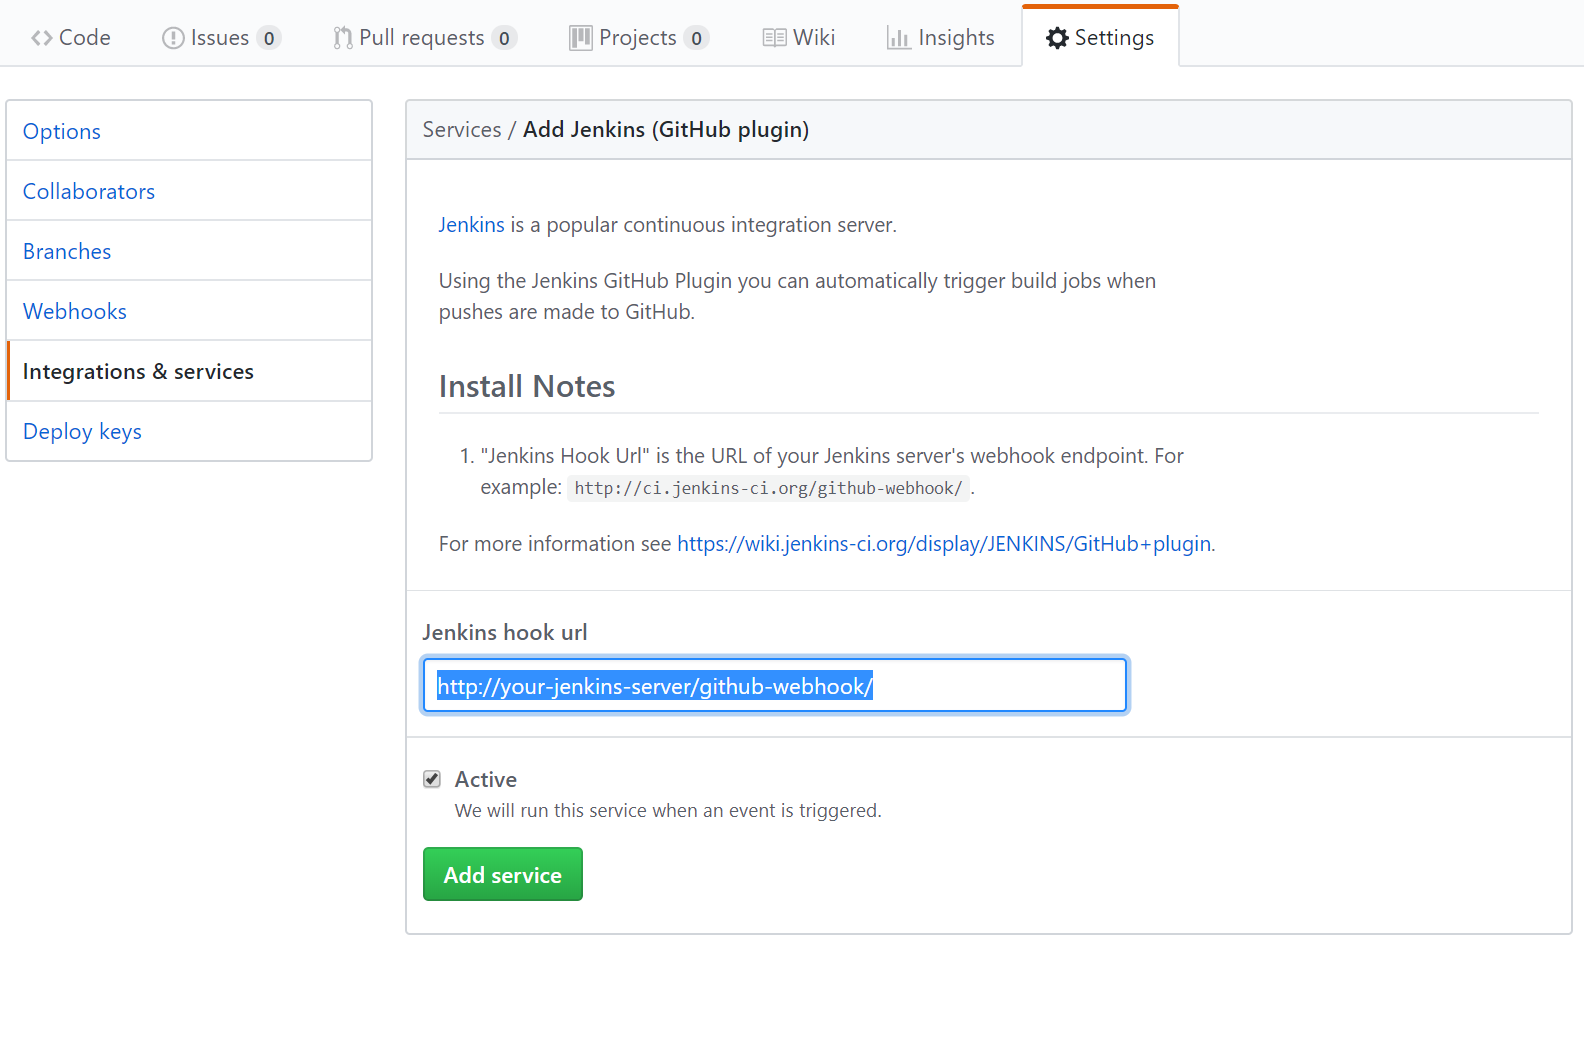 Code Issues 0 Pull requests 0 Projects 0 Wiki Insights Settings
Options
Collaborators
Branches
Webhooks
Integrations & services
Deploy keys
Services / Add Jenkins (GitHub plugin)
Jenkins is a popular continuous integration server.
Using the Jenkins GitHub Plugin you can automatically trigger build jobs when
pushes are made to GitHub.
Install Notes
1. "Jenkins Hook Url" is the URL of your Jenkins server's webhook endpoint. For
example: http://ci.jenkins-ci.org/github-webhook/ .
For more information see https://wiki.jenkins-ci.org/display/JENKINS/GitHub+plugin.
Jenkins hook url
http://your-jenkins-server/github-webhook/
Active
We will run this service when an event is triggered.
Add service